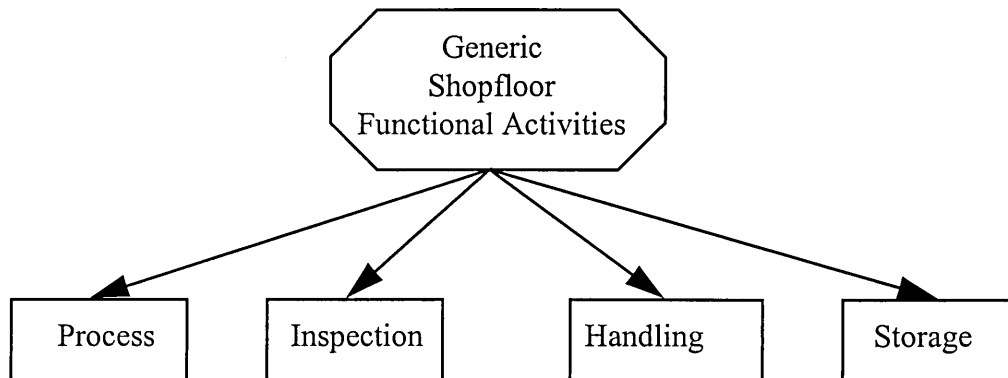 Generic
Shopfloor
Functional Activities
Process
Inspection
Handling
Storage